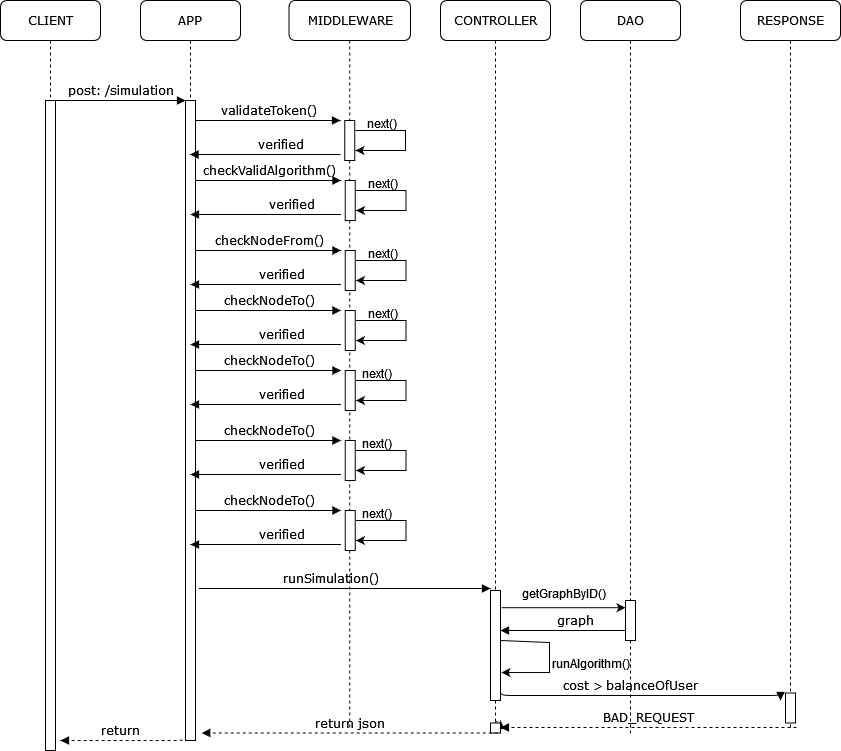 CLIENT
APP
MIDDLEWARE
CONTROLLER
DAO
RESPONSE
post: /simulation
validateToken()
next()
verified
checkValidAlgorithm()
next()
verified
checkNodeFrom()
next()
verified
checkNodeTo()
next()
verified
checkNodeTo()
next()
verified
checkNodeTo()
next()
verified
checkNodeTo()
next()
verified
runSimulation()
getGraphByID()
graph
runAlgorithm()
cost > balanceOfUser
BAD_REQUEST
return json
return